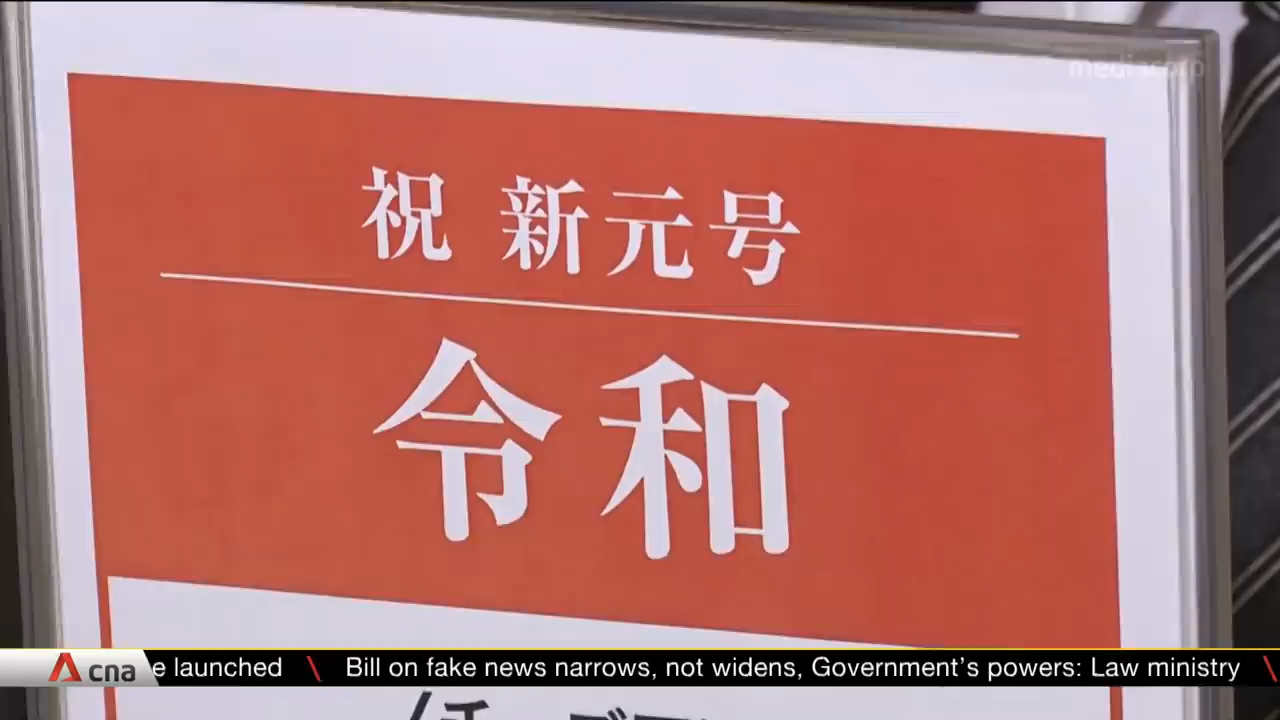 mediacorp
祝 新元号
令和
cna
e launched \ Bill on fake news narrows, not widens, Government's powers: Law ministry \